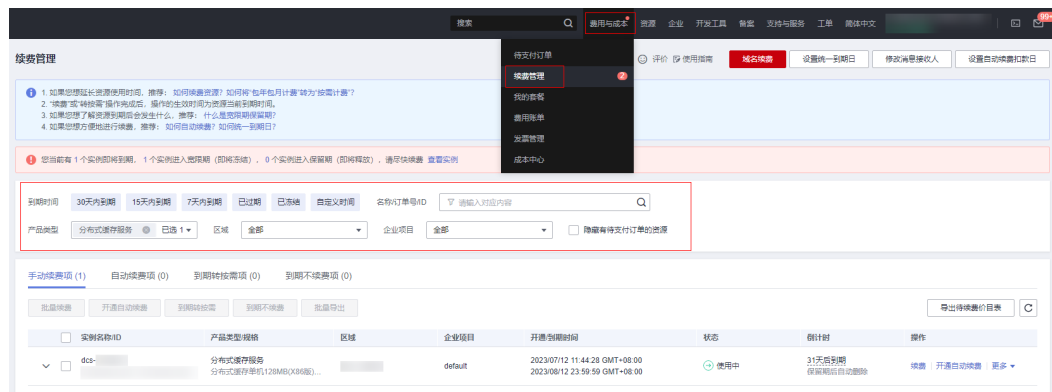 搜索 费用与成本 资源 企业 开发工具 备案 支持与服务 工单 简体中文 99+
续费管理
待支付订单
续费管理 2
我的套餐
费用账单
发票管理
成本中心
评价 使用指南 域名续费 设置统一到期日 修改消息接收人 设置自动续费扣款日
1. 如果您想延长资源使用时间，推荐： 如何续费资源？如何将“包年包月计费”转为“按需计费”？
2. “续费”或“转按需”操作完成后，操作的生效时间为资源当前到期时间。
3. 如果您想了解资源到期后会发生什么，推荐： 什么是宽限期保留期？
4. 如果您想方便地进行续费，推荐： 如何自动续费？如何统一到期日？
您当前有 1 个实例即将到期， 1 个实例进入宽限期（即将冻结）， 0 个实例进入保留期（即将释放），请尽快续费 查看实例
到期时间 30天内到期 15天内到期 7天内到期 已过期 已冻结 自定义时间 名称/订单号/ID 请输入对应内容
产品类型 分布式缓存服务 已选 1 区域 全部 企业项目 全部 隐藏有待支付订单的资源
手动续费项 (1) 自动续费项 (0) 到期转按需项 (0) 到期不续费项 (0)
批量续费 开通自动续费 到期转按需 到期不续费 批量导出 导出待续费价目表
实例名称/ID 产品类型/规格 区域 企业项目 开通/到期时间 状态 倒计时 操作
dcs- 分布式缓存服务 default 2023/07/12 11:44:28 GMT+08:00 使用中 31天后到期 续费 开通自动续费 更多
分布式缓存单机128MB(X86版)... 2023/08/12 23:59:59 GMT+08:00 保留期后自动删除